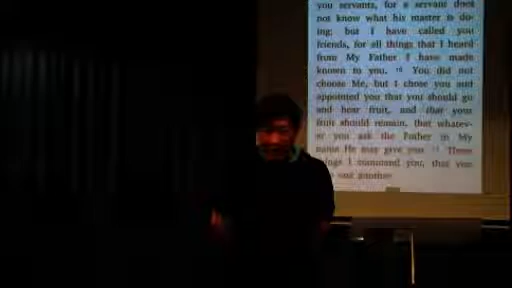 you servants, for a servant does
not know what his master is do-
ing; but I have called you
friends, for all things that I heard
from My Father I have made
known to you. 16 You did not
choose Me, but I chose you and
appointed you that you should go
and bear fruit, and that your
fruit should remain, that whatev-
er you ask the Father in My
name He may give you. 17 These
things I command you, that you
love one another.